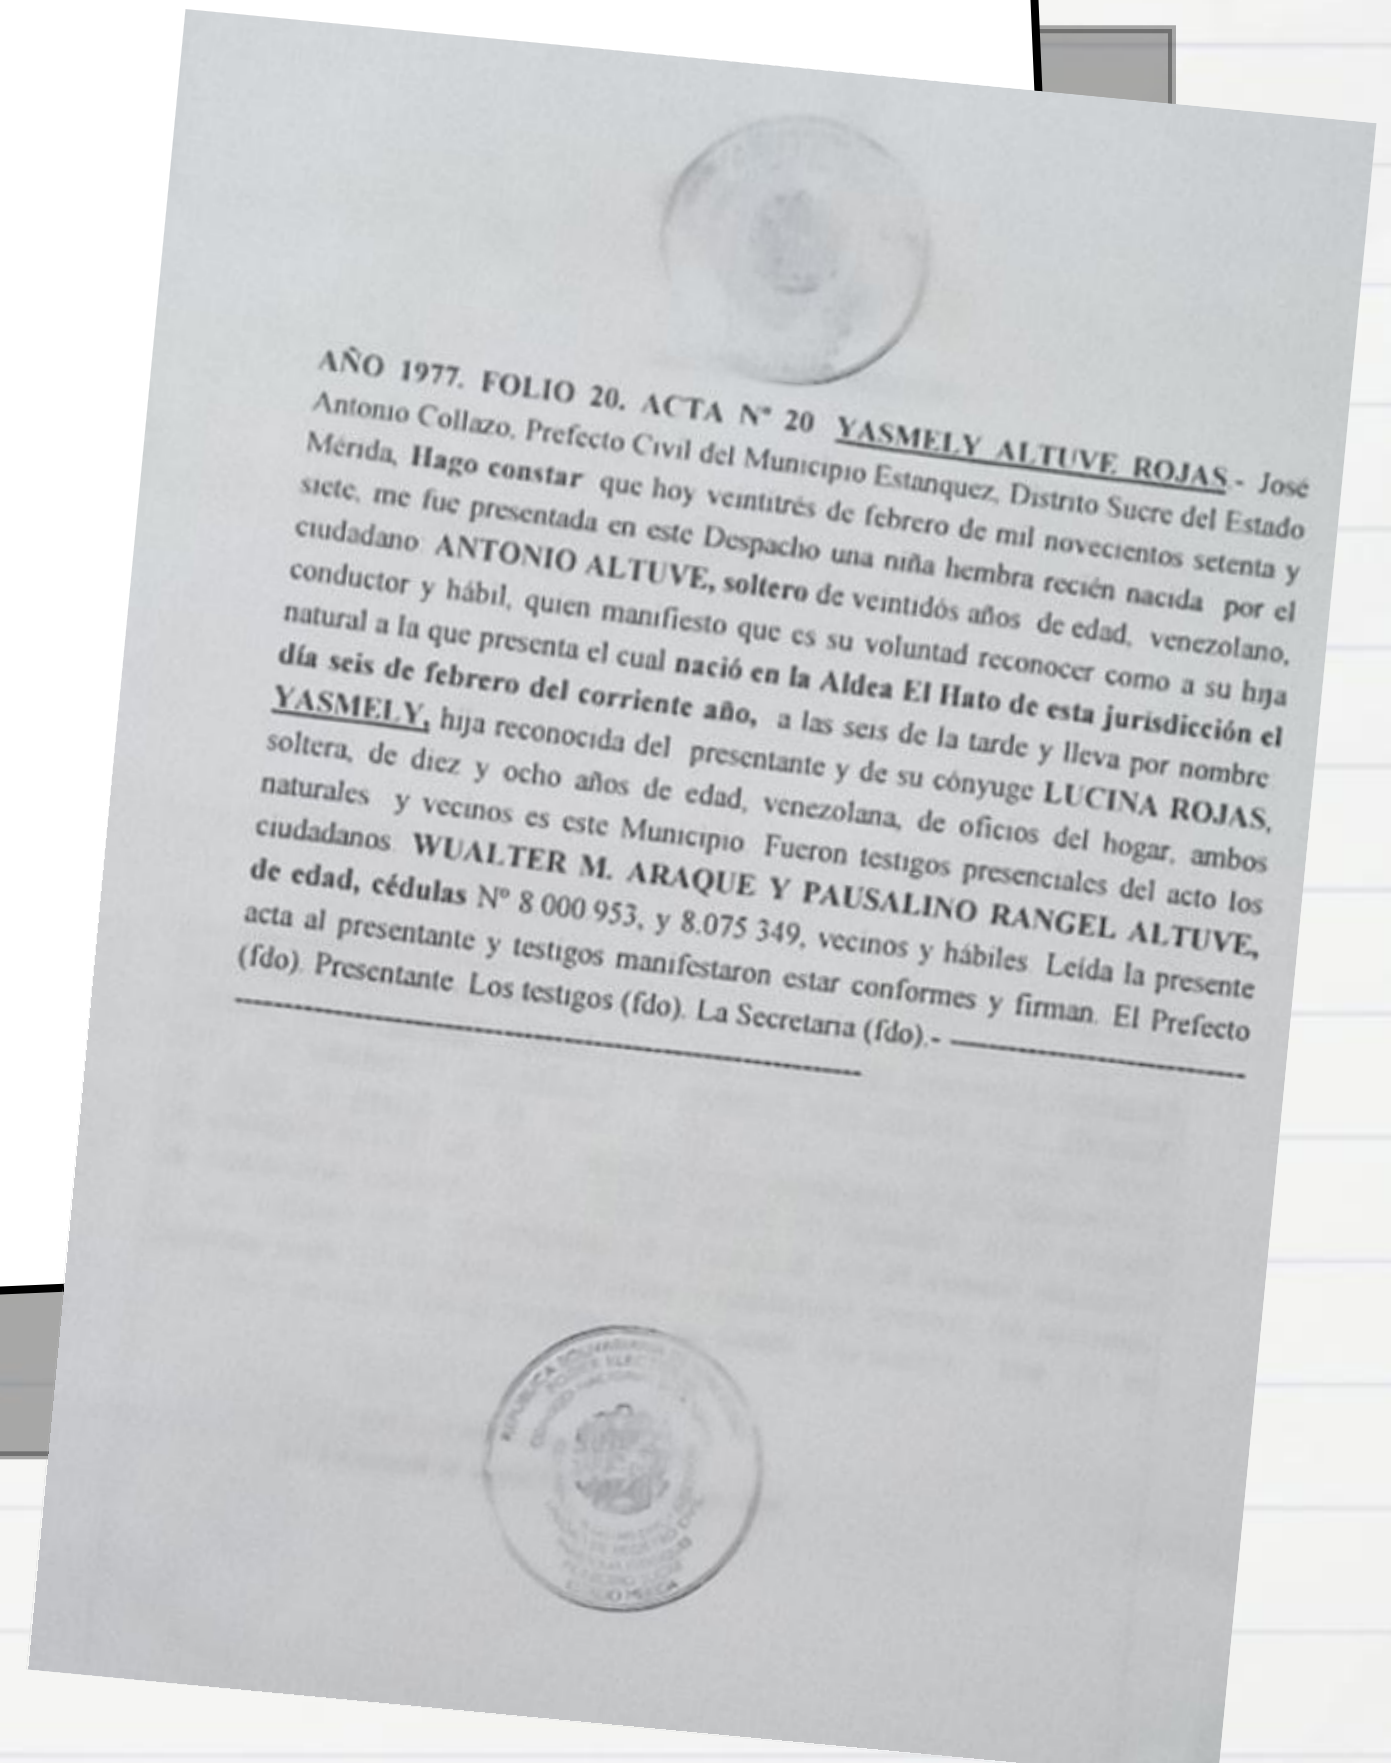 AÑO 1977. FOLIO 20. ACTA Nº 20 YASMELY ALTUVE ROJAS.- José
Antonio Collazo, Prefecto Civil del Municipio Estanquez, Distrito Sucre del Estado
Mérida, Hago constar que hoy veintitrés de febrero de mil novecientos setenta y
siete, me fue presentada en este Despacho una niña hembra recién nacida por el
ciudadano ANTONIO ALTUVE, soltero de veintidós años de edad, venezolano,
conductor y hábil, quien manifiesto que es su voluntad reconocer como a su hija
natural a la que presenta el cual nació en la Aldea El Hato de esta jurisdicción el
día seis de febrero del corriente año, a las seis de la tarde y lleva por nombre
YASMELY, hija reconocida del presentante y de su cónyuge LUCINA ROJAS,
soltera, de diez y ocho años de edad, venezolana, de oficios del hogar, ambos
naturales y vecinos es este Municipio Fueron testigos presenciales del acto los
ciudadanos WUALTER M. ARAQUE Y PAUSALINO RANGEL ALTUVE,
de edad, cédulas Nº 8 000 953, y 8.075 349, vecinos y hábiles Leída la presente
acta al presentante y testigos manifestaron estar conformes y firman. El Prefecto
(fdo). Presentante Los testigos (fdo). La Secretaria (fdo).-
REPUBLICA BOLIVARIANA DE
PODER ELECTORAL